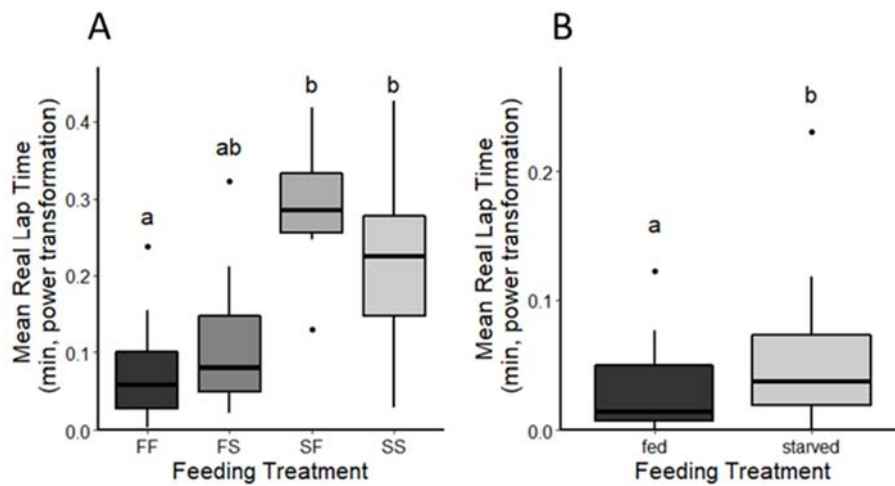 A
Mean Real Lap Time
(min, power transformation)
0.4
0.3
0.2
0.1
0.0
a
ab
b
b
FF
FS
SF
SS
Feeding Treatment
B
Mean Real Lap Time
(min, power transformation)
0.2
0.1
0.0
a
b
fed
starved
Feeding Treatment